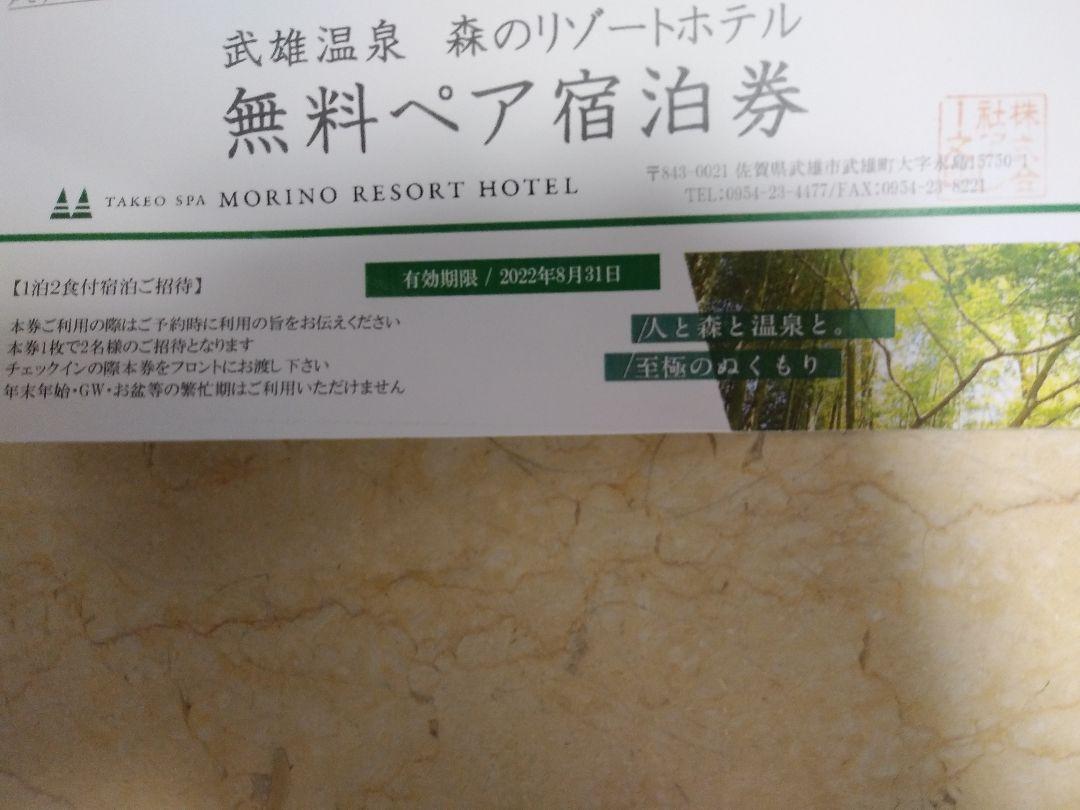 武雄温泉 森のリゾートホテル
無料ペア宿泊券
TAKEO SPA MORINO RESORT HOTEL
〒843-0021 佐賀県武雄市武雄町大字永島15750-1
TEL:0954-23-4477/FAX:0954-23-8221
【1泊2食付宿泊ご招待】
有効期限 / 2022年8月31日
本券ご利用の際はご予約時に利用の旨をお伝えください
本券1枚で2名様のご招待となります
チェックインの際本券をフロントにお渡し下さい
年末年始・GW・お盆等の繁忙期はご利用いただけません
人と森と温泉と。
至極のぬくもり